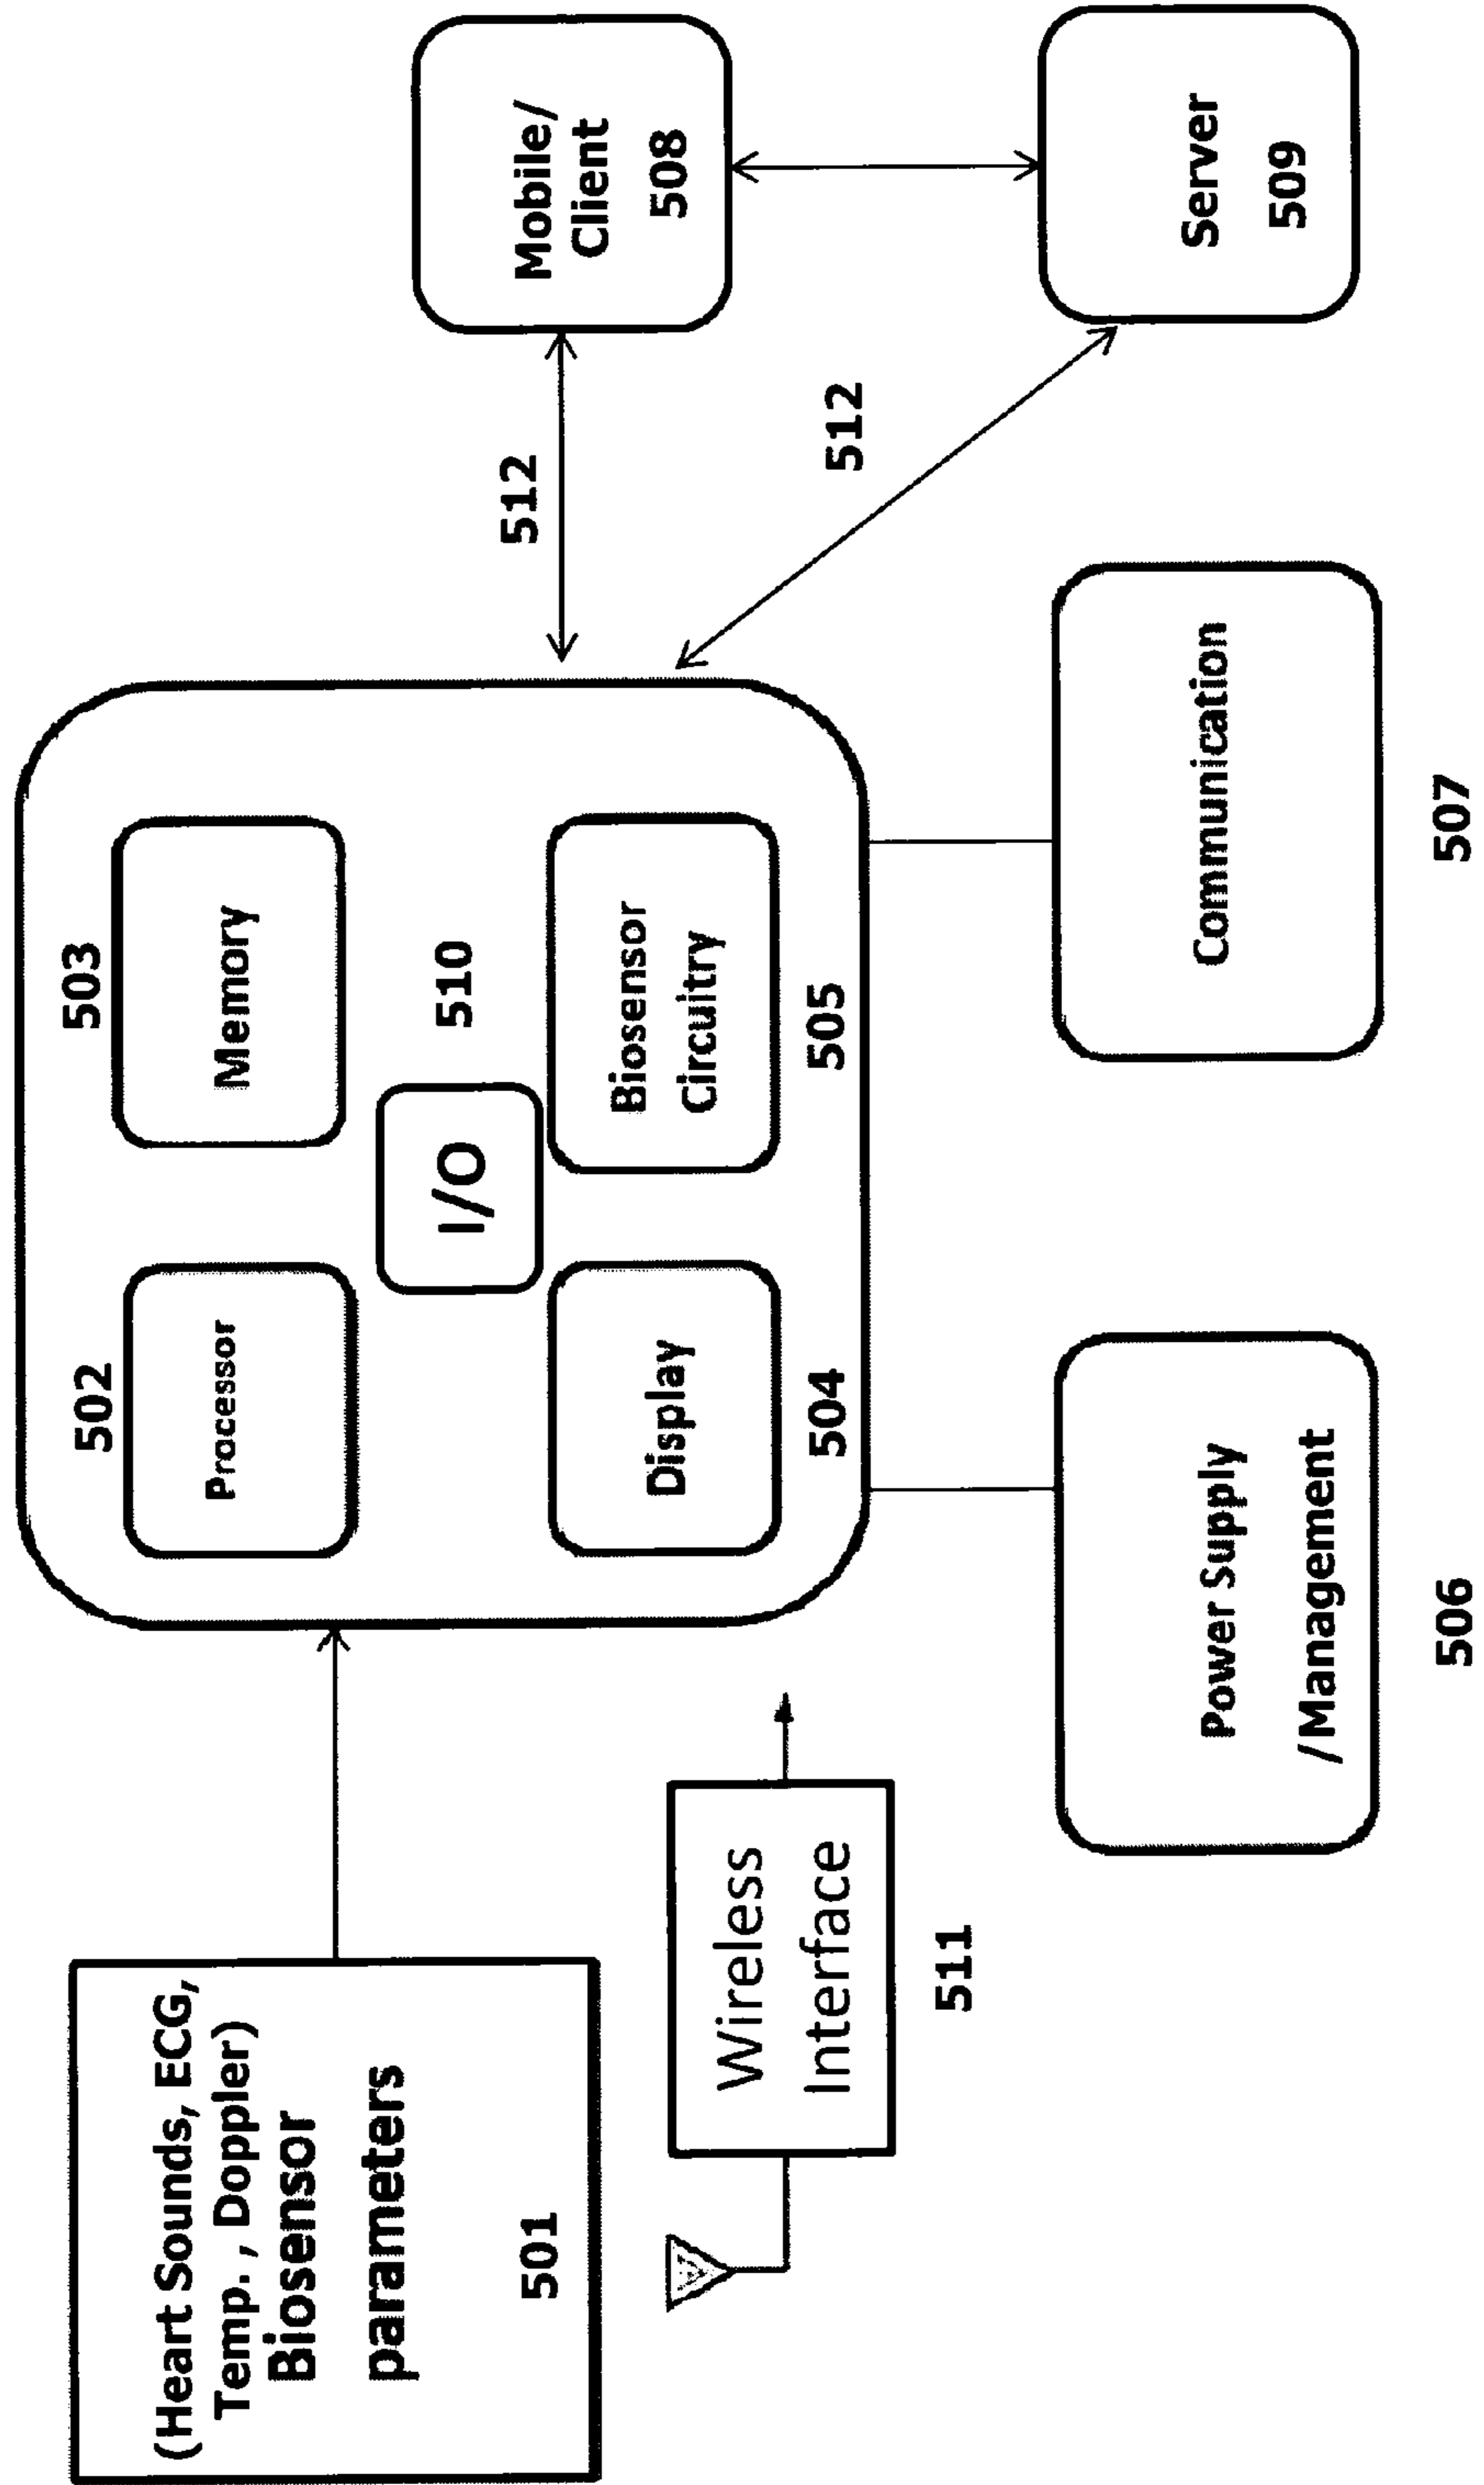 (Heart Sounds, ECG,
Temp. , Doppler)
Biosensor
parameters
501
502
Processor
503
Memory
I/O
510
Display
504
Biosensor
Circuitry
505
512
Mobile/
Client
508
512
Server
509
Wireless
Interface
511
Power Supply
/Management
506
Communication
507